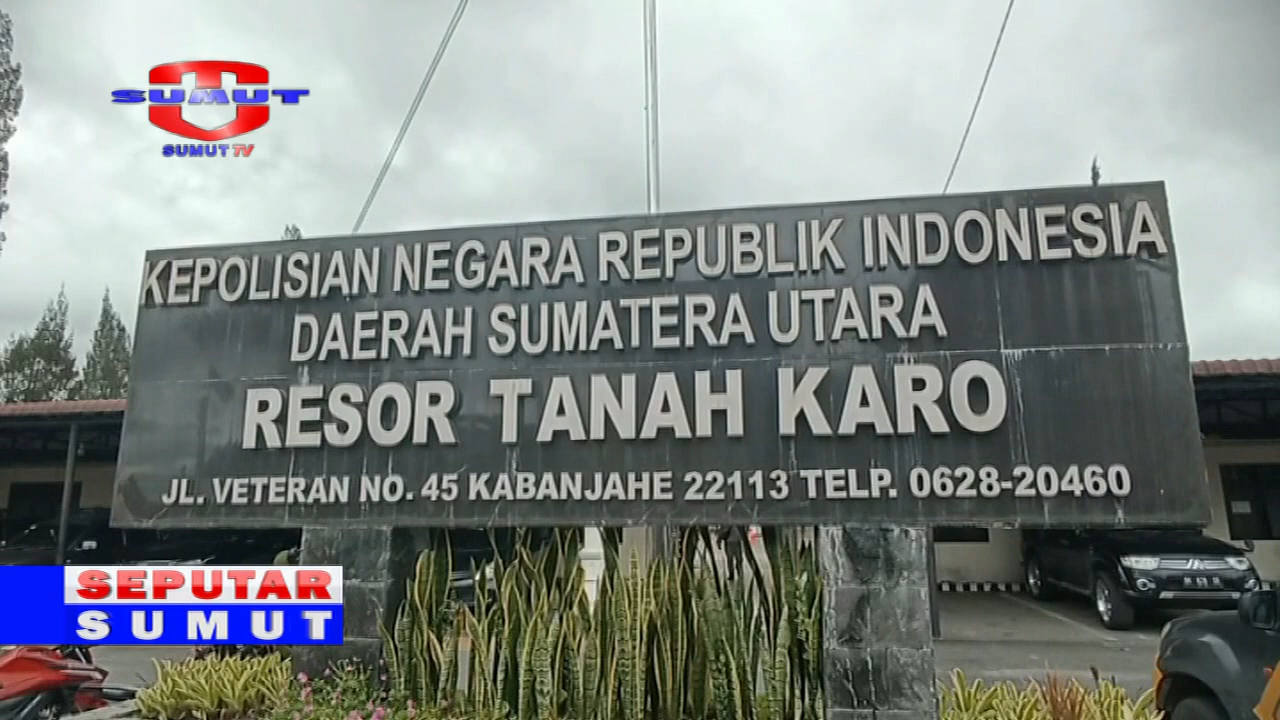 SUMUT
SUMUT TV
KEPOLISIAN NEGARA REPUBLIK INDONESIA
DAERAH SUMATERA UTARA
RESOR TANAH KARO
JL. VETERAN NO. 45 KABANJAHE 22113 TELP. 0628-20460
SEPUTAR
SUMUT